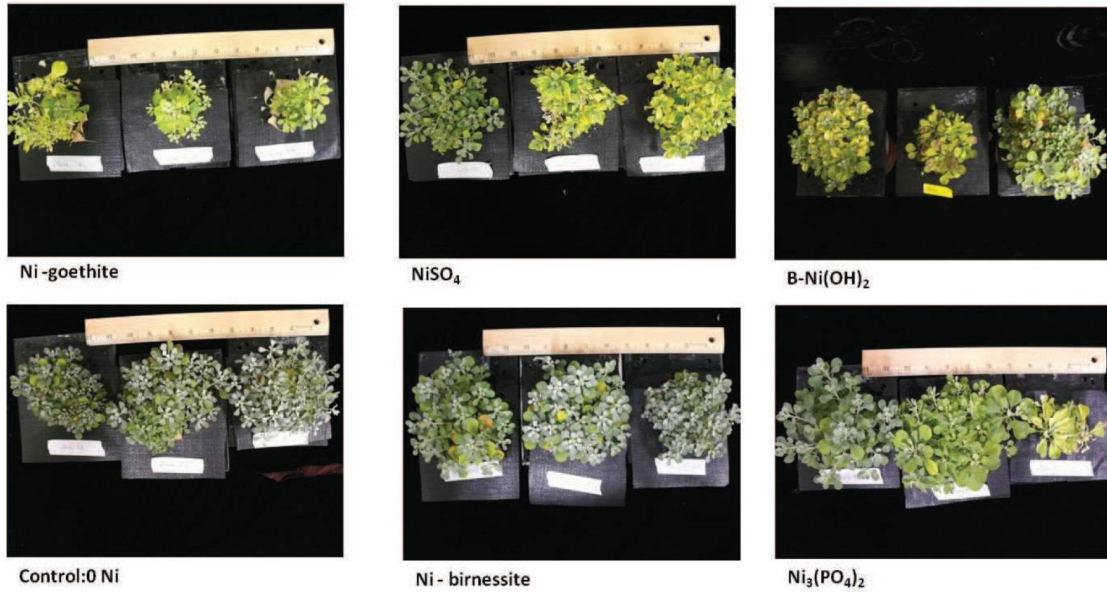 Ni -goethite
NiSO₄
B-Ni(OH)₂
Control:0 Ni
Ni - birnessite
Ni₃(PO₄)₂